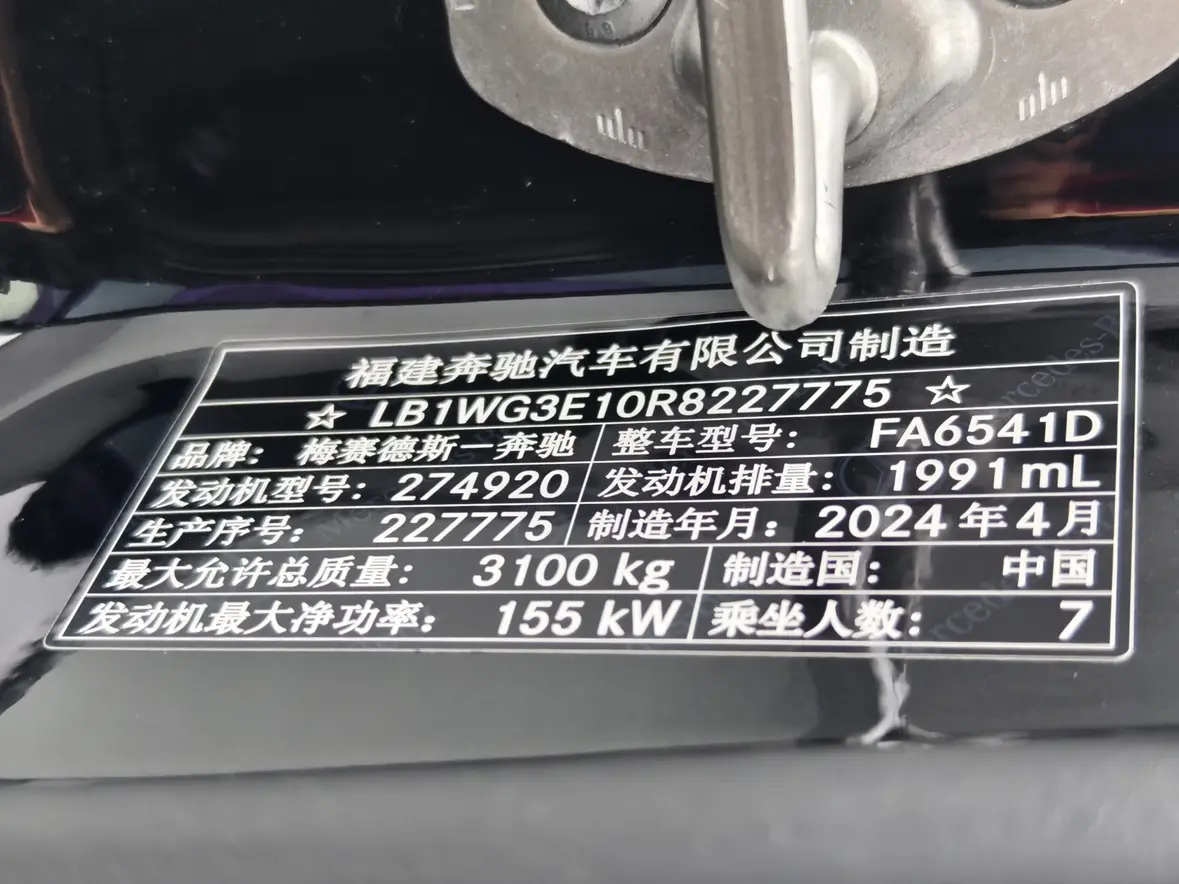 福建奔驰汽车有限公司制造
☆ LB1WG3E10R8227775 ☆
品牌: 梅赛德斯－奔驰 整车型号: FA6541D
发动机型号: 274920 发动机排量: 1991mL
生产序号: 227775 制造年月: 2024年4月
最大允许总质量: 3100 kg 制造国: 中国
发动机最大净功率: 155 kW 乘坐人数: 7